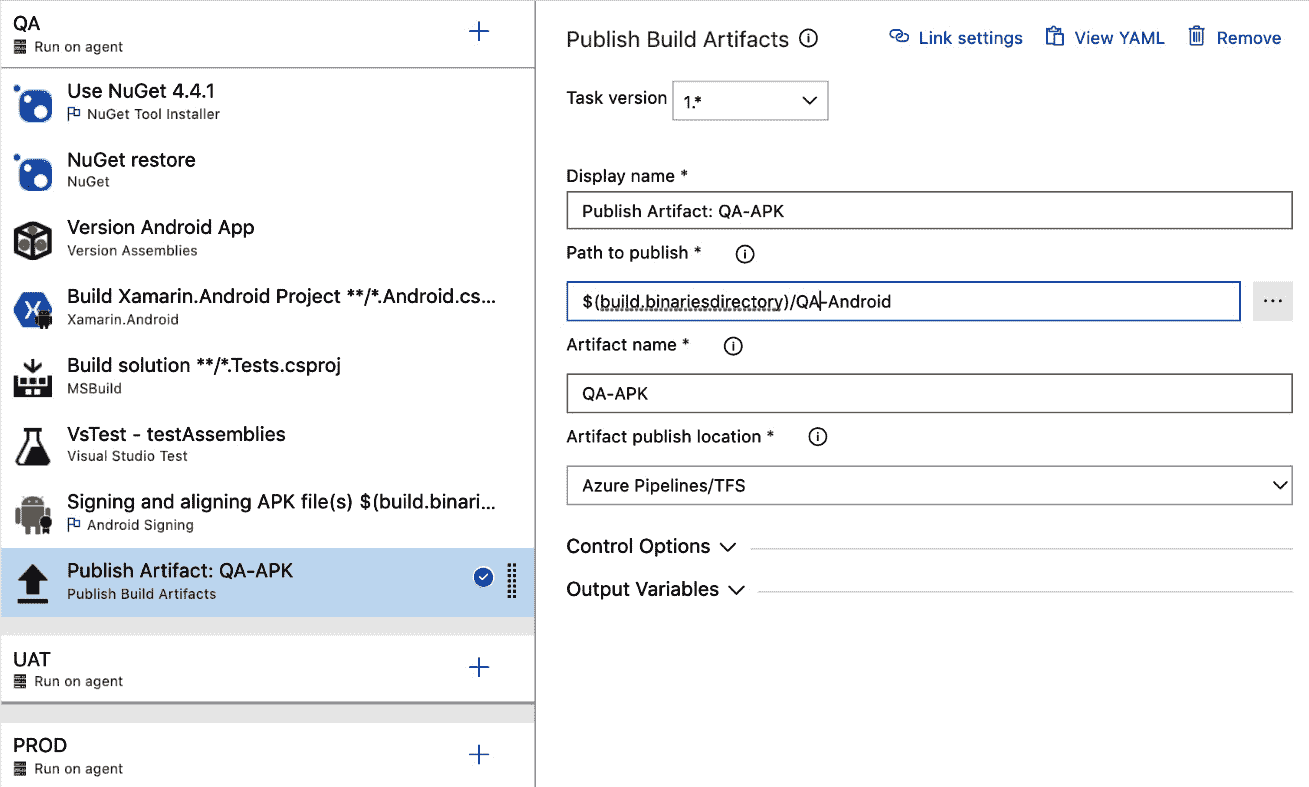 QA
Run on agent
Use NuGet 4.4.1
NuGet Tool Installer
NuGet restore
NuGet
Version Android App
Version Assemblies
Build Xamarin.Android Project **/*.Android.cs...
Xamarin.Android
Build solution **/*.Tests.csproj
MSBuild
VsTest - testAssemblies
Visual Studio Test
Signing and aligning APK file(s) $(build.binari...
Android Signing
Publish Artifact: QA-APK
Publish Build Artifacts
UAT
Run on agent
PROD
Run on agent
Publish Build Artifacts
Link settings
View YAML
Remove
Task version
1.*
Display name *
Publish Artifact: QA-APK
Path to publish *
$(build.binariesdirectory)/QA-Android
...
Artifact name *
QA-APK
Artifact publish location *
Azure Pipelines/TFS
Control Options
Output Variables